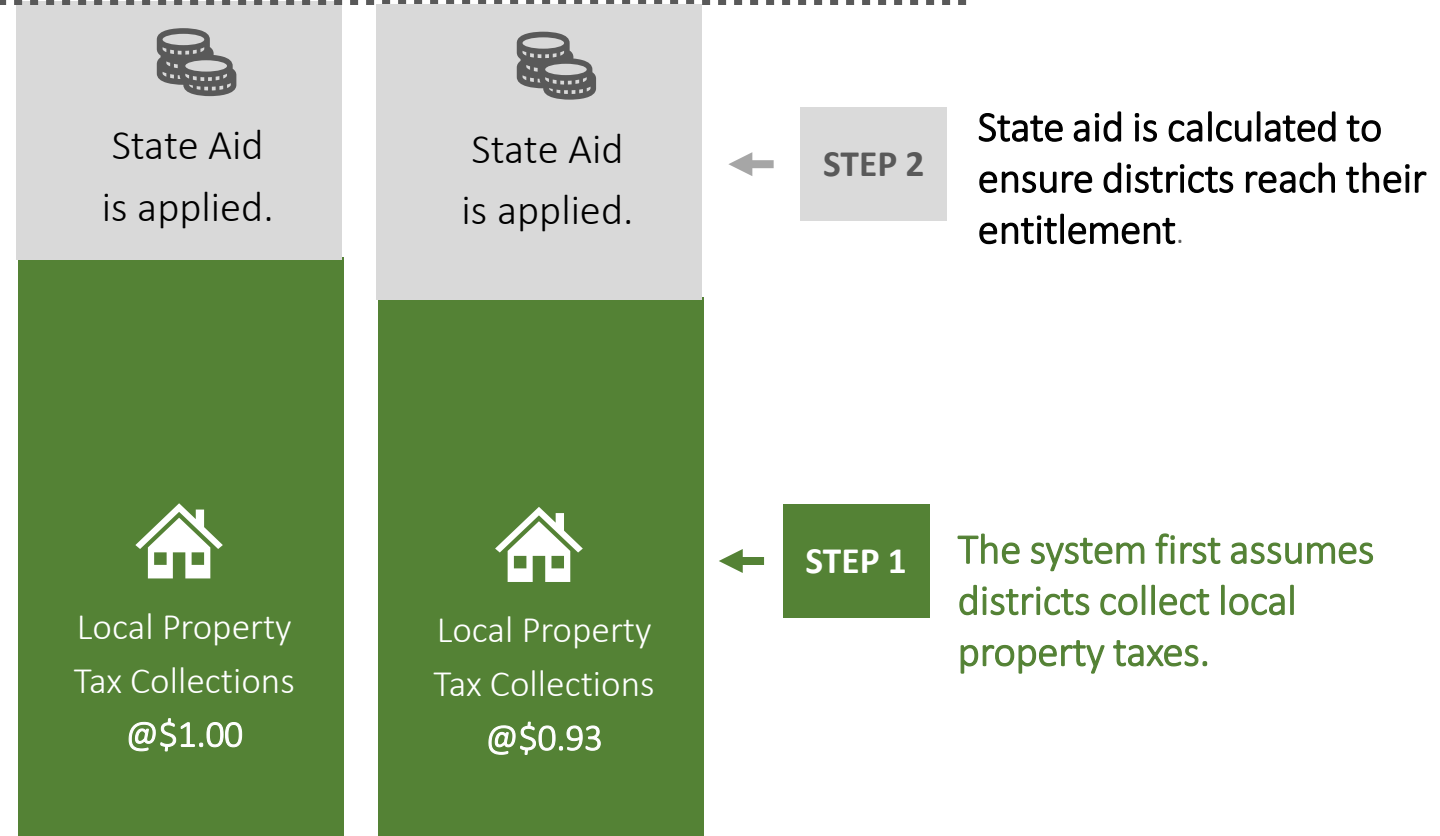 State Aid
is applied.
State Aid
is applied.
STEP 2
State aid is calculated to
ensure districts reach their
entitlement.
Local Property
Tax Collections
@$1.00
Local Property
Tax Collections
@$0.93
STEP 1
The system first assumes
districts collect local
property taxes.